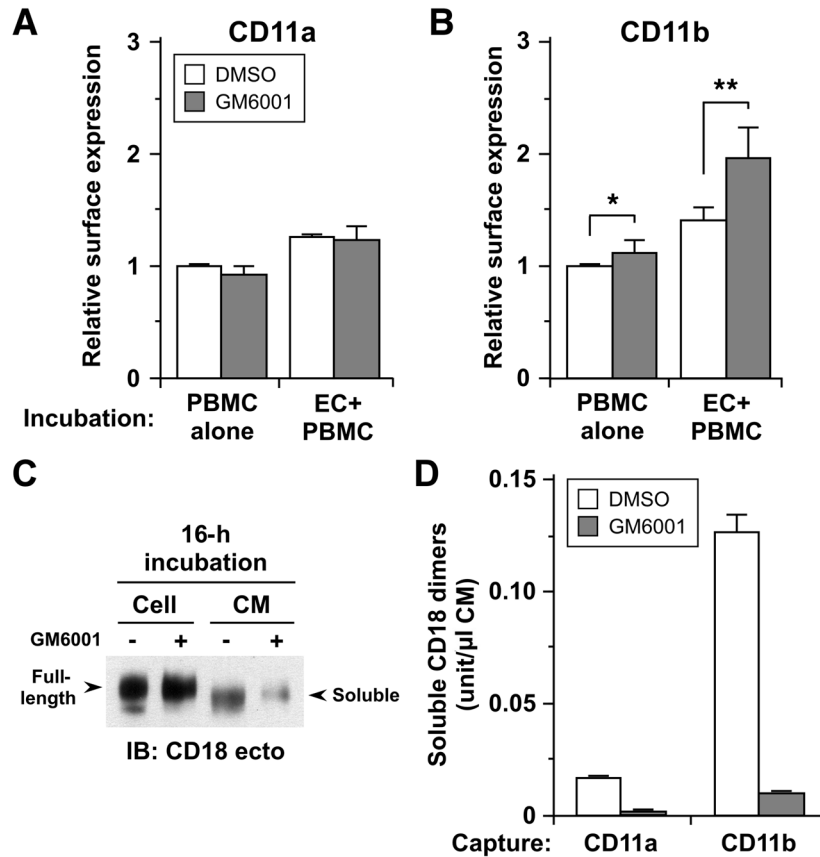 A
CD11a
Relative surface expression
3
2
1
0
DMSO
GM6001
Incubation:
PBMC
alone
EC+
PBMC
B
CD11b
Relative surface expression
3
2
1
0
*
**
PBMC
alone
EC+
PBMC
C
16-h
incubation
Cell
CM
GM6001
- + - +
Full-
length
Soluble
IB: CD18 ecto
D
Soluble CD18 dimers
(unit/µl CM)
0.15
0.10
0.05
0
DMSO
GM6001
Capture:
CD11a
CD11b